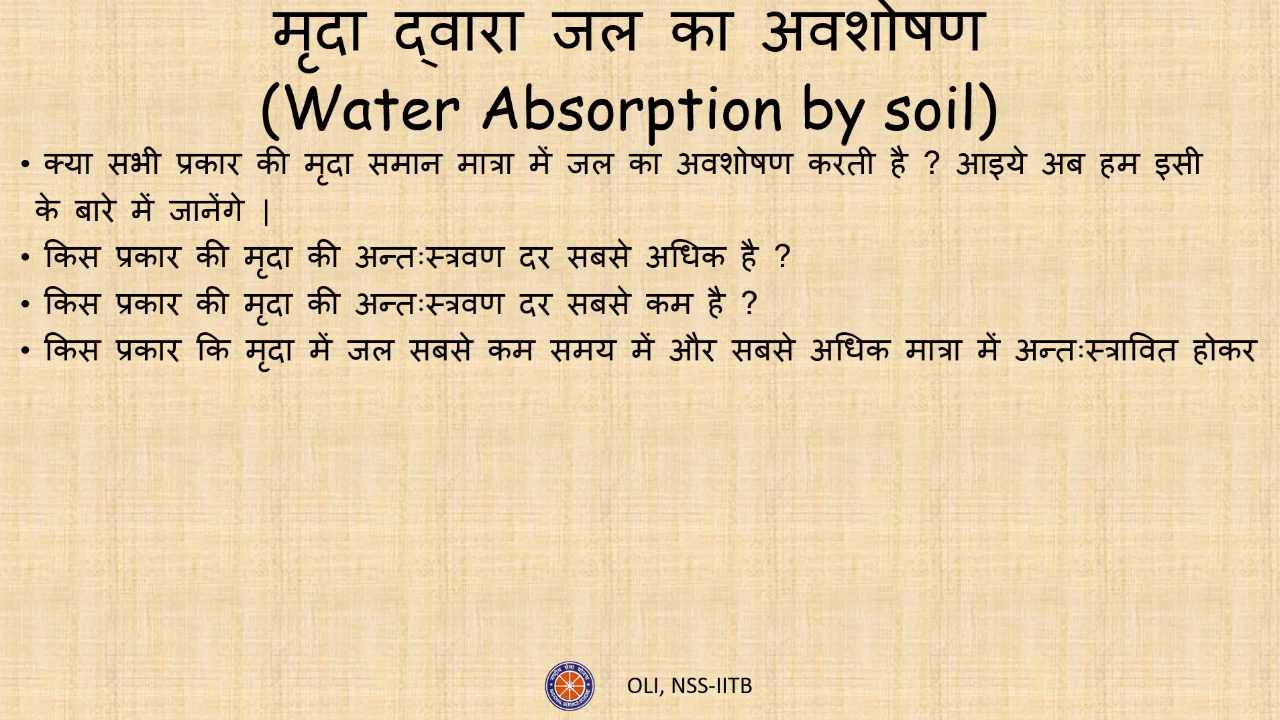 मृदा द्वारा जल का अवशोषण
(Water Absorption by soil)
• क्या सभी प्रकार की मृदा समान मात्रा में जल का अवशोषण करती है ? आइये अब हम इसी
के बारे में जानेंगे |
• किस प्रकार की मृदा की अन्तःस्त्रवण दर सबसे अधिक है ?
• किस प्रकार की मृदा की अन्तःस्त्रवण दर सबसे कम है ?
• किस प्रकार कि मृदा में जल सबसे कम समय में और सबसे अधिक मात्रा में अन्तःस्त्रावित होकर
OLI, NSS-IITB